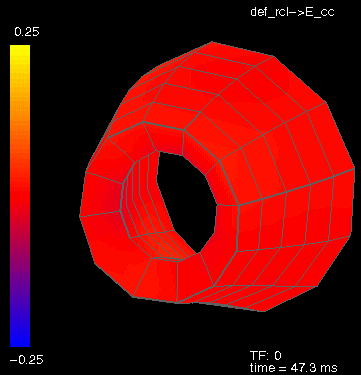 def_rcl->E_cc
0.25
-0.25
TF: 0
time = 47.3 ms